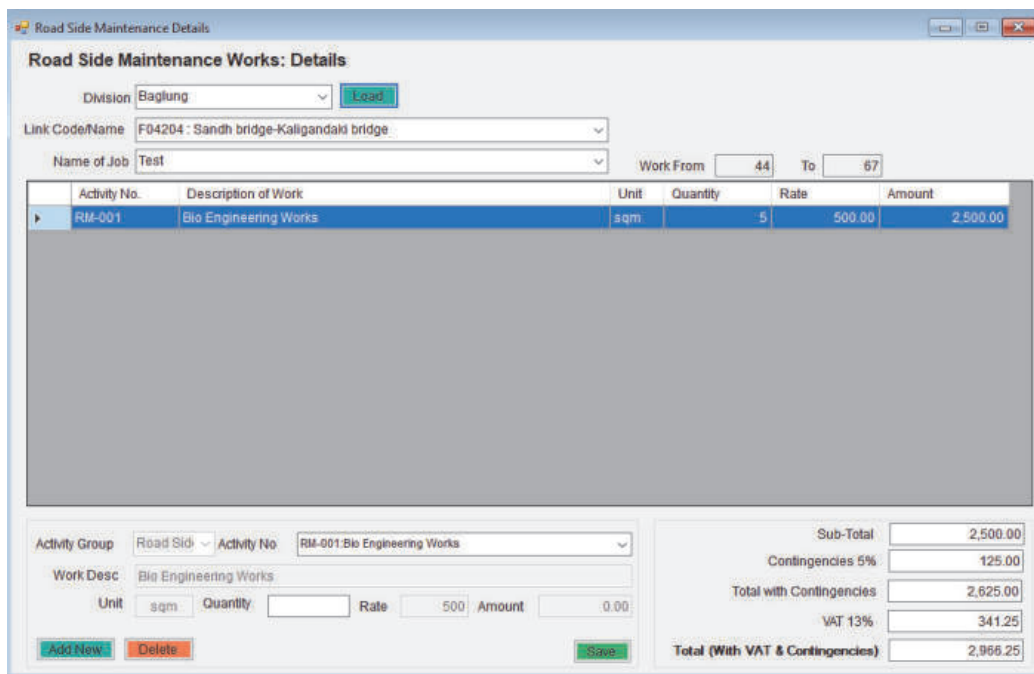 Road Side Maintenance Details
Road Side Maintenance Works: Details
Division Baglung Load
Link Code/Name F04204 : Sandh bridge-Kaligandaki bridge
Name of Job Test Work From 44 To 67
Activity No. Description of Work Unit Quantity Rate Amount
RM-001 Bio Engineering Works sqm 5 500.00 2,500.00
Activity Group Road Side Activity No RM-001:Bio Engineering Works
Work Desc Bio Engineering Works
Unit sqm Quantity Rate 500 Amount 0.00
Add New Delete Save
Sub-Total 2,500.00
Contingencies 5% 125.00
Total with Contingencies 2,625.00
VAT 13% 341.25
Total (With VAT & Contingencies) 2,966.25